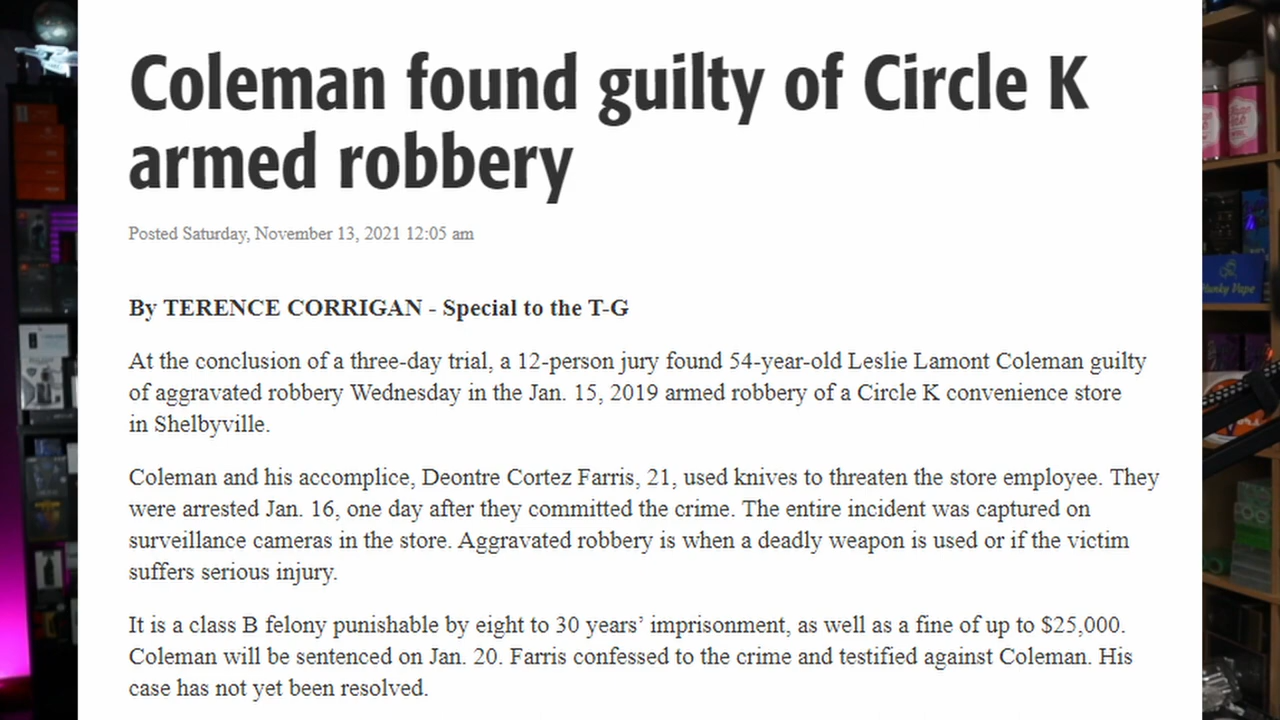 Coleman found guilty of Circle K
armed robbery
Posted Saturday, November 13, 2021 12:05 am
By TERENCE CORRIGAN - Special to the T-G
At the conclusion of a three-day trial, a 12-person jury found 54-year-old Leslie Lamont Coleman guilty
of aggravated robbery Wednesday in the Jan. 15, 2019 armed robbery of a Circle K convenience store
in Shelbyville.
Coleman and his accomplice, Deontre Cortez Farris, 21, used knives to threaten the store employee. They
were arrested Jan. 16, one day after they committed the crime. The entire incident was captured on
surveillance cameras in the store. Aggravated robbery is when a deadly weapon is used or if the victim
suffers serious injury.
It is a class B felony punishable by eight to 30 years’ imprisonment, as well as a fine of up to $25,000.
Coleman will be sentenced on Jan. 20. Farris confessed to the crime and testified against Coleman. His
case has not yet been resolved.